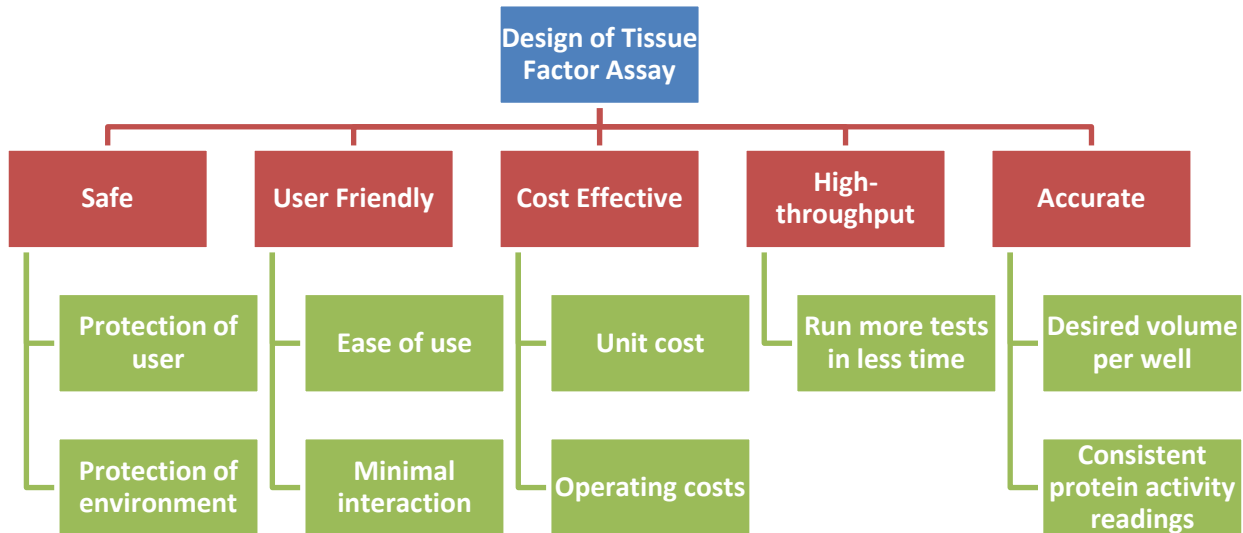 Design of Tissue
Factor Assay
Safe
User Friendly
Cost Effective
High-
throughput
Accurate
Protection of
user
Ease of use
Unit cost
Run more tests
in less time
Desired volume
per well
Protection of
environment
Minimal
interaction
Operating costs
Consistent
protein activity
readings